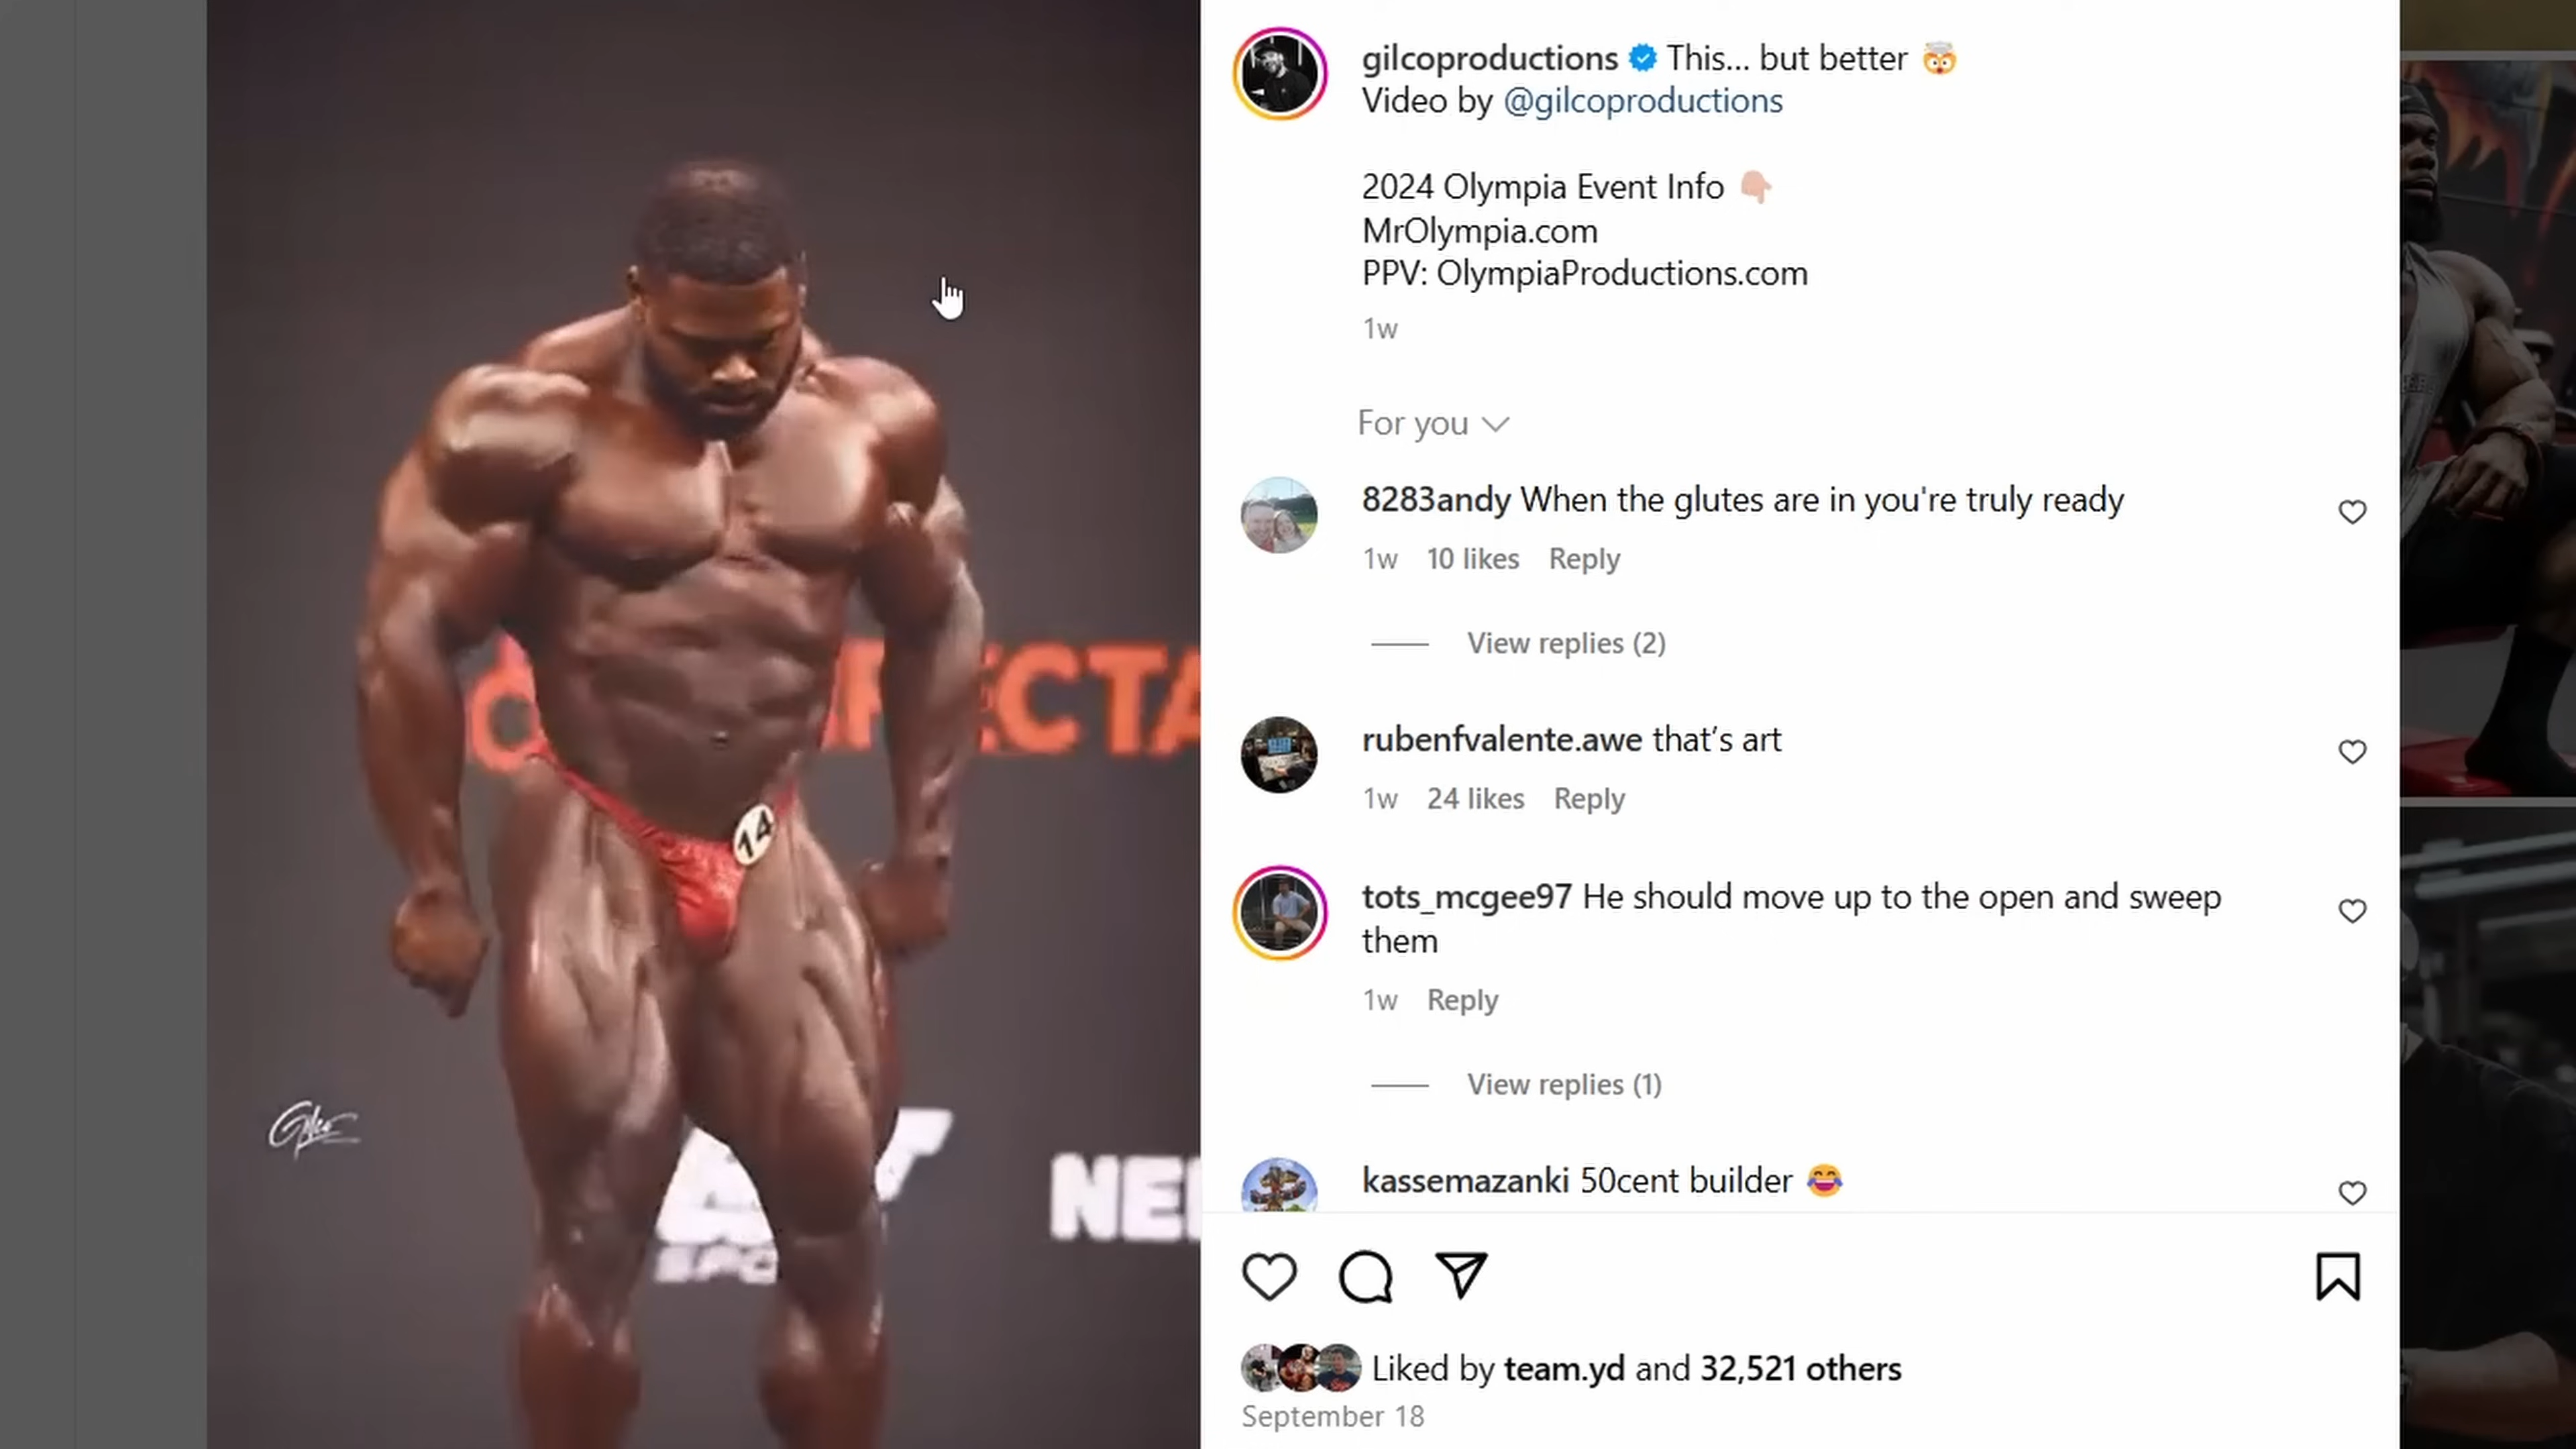 14
Gilco
NE
gilcoproductions This... but better 🤯
Video by @gilcoproductions
2024 Olympia Event Info 👇🏼
MrOlympia.com
PPV: OlympiaProductions.com
1w
For you
8283andy When the glutes are in you're truly ready
1w 10 likes Reply
View replies (2)
rubenfvalente.awe that’s art
1w 24 likes Reply
tots_mcgee97 He should move up to the open and sweep
them
1w Reply
View replies (1)
kassemazanki 50cent builder 😂
Liked by team.yd and 32,521 others
September 18